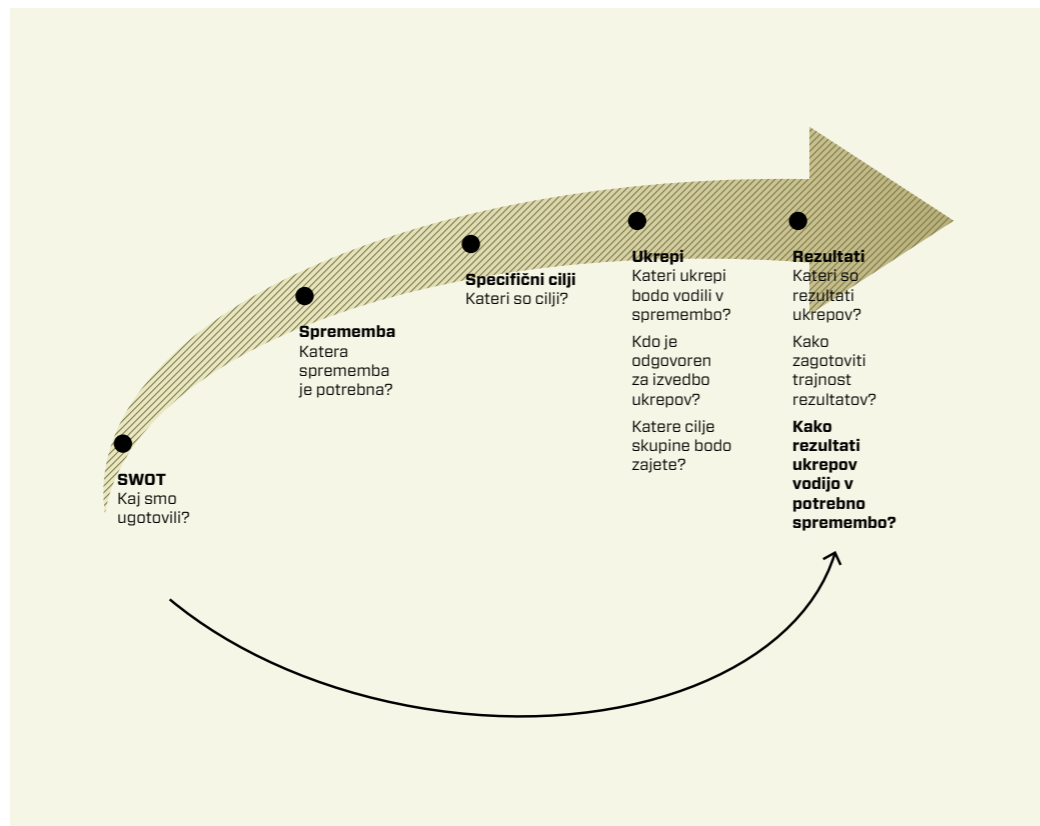 SWOT
Kaj smo
ugotovili?
Sprememba
Katera
sprememba
je potrebna?
Specifični cilji
Kateri so cilji?
Ukrepi
Kateri ukrepi
bodo vodili v
spremembo?
Kdo je
odgovoren
za izvedbo
ukrepov?
Katere cilje
skupine bodo
zajete?
Rezultati
Kateri so
rezultati
ukrepov?
Kako
zagotoviti
trajnost
rezultatov?
Kako
rezultati
ukrepov
vodijo v
potrebno
spremembo?